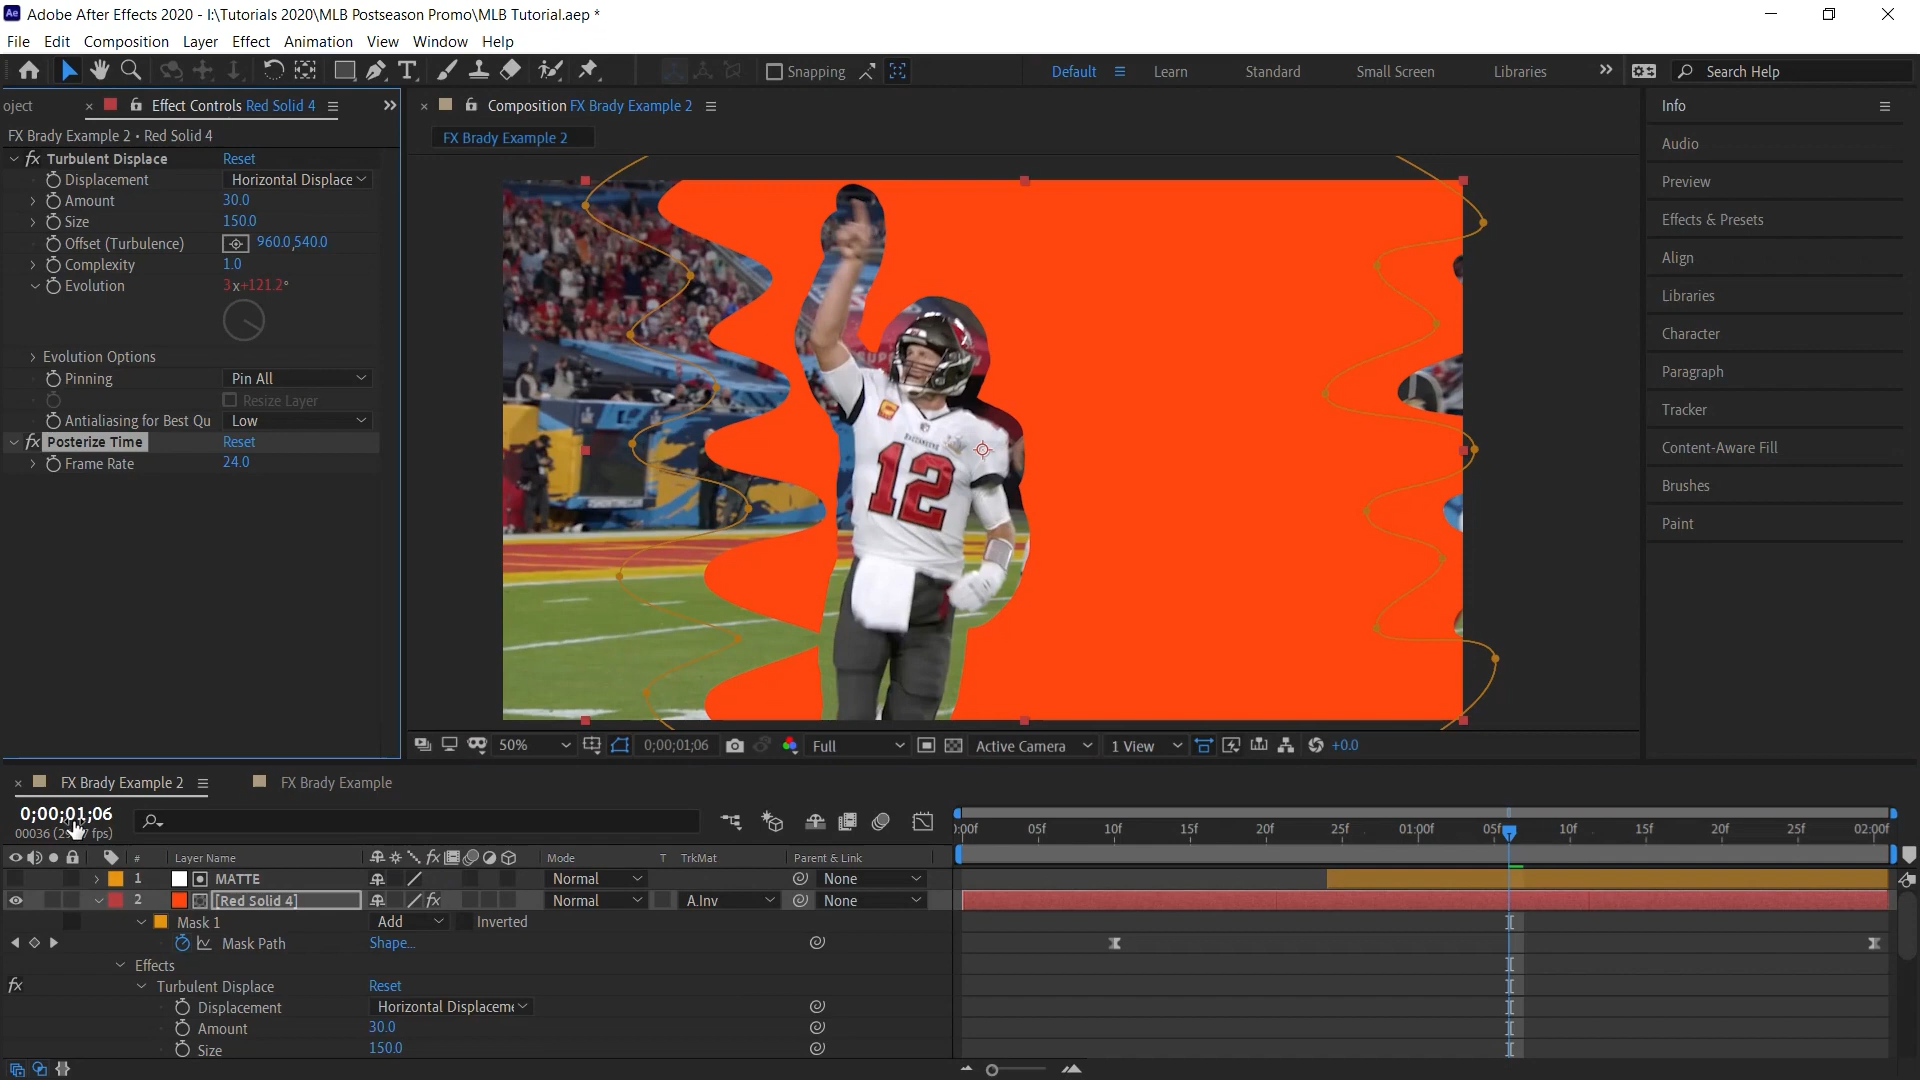 Ae Adobe After Effects 2020 - I:\Tutorials 2020\MLB Postseason Promo\MLB Tutorial.aep *
File Edit Composition Layer Effect Animation View Window Help
Snapping Default Learn Standard Small Screen Libraries Search Help
oject Effect Controls Red Solid 4
Composition FX Brady Example 2
Info
FX Brady Example 2 • Red Solid 4
FX Brady Example 2
fx Turbulent Displace Reset
Displacement Horizontal Displace
Amount 30.0
Size 150.0
Offset (Turbulence) 960.0,540.0
Complexity 1.0
Evolution 3x+121.2°
Evolution Options
Pinning Pin All
Resize Layer
Antialiasing for Best Qu Low
fx Posterize Time Reset
Frame Rate 24.0
12
Audio
Preview
Effects & Presets
Align
Libraries
Character
Paragraph
Tracker
Content-Aware Fill
Brushes
Paint
50% 0;00;01;06 Full Active Camera 1 View +0.0
FX Brady Example 2 FX Brady Example
0;00;01;06
:00f 05f 10f 15f 20f 25f 01:00f 05f 10f 15f 20f 25f 02:00f
# Layer Name fx Mode T TrkMat Parent & Link
1 MATTE Normal None
2 [Red Solid 4] fx Normal A.Inv None
Mask 1 Add Inverted
Mask Path Shape...
Effects
fx Turbulent Displace Reset
Displacement Horizontal Displaceme
Amount 30.0
Size 150.0